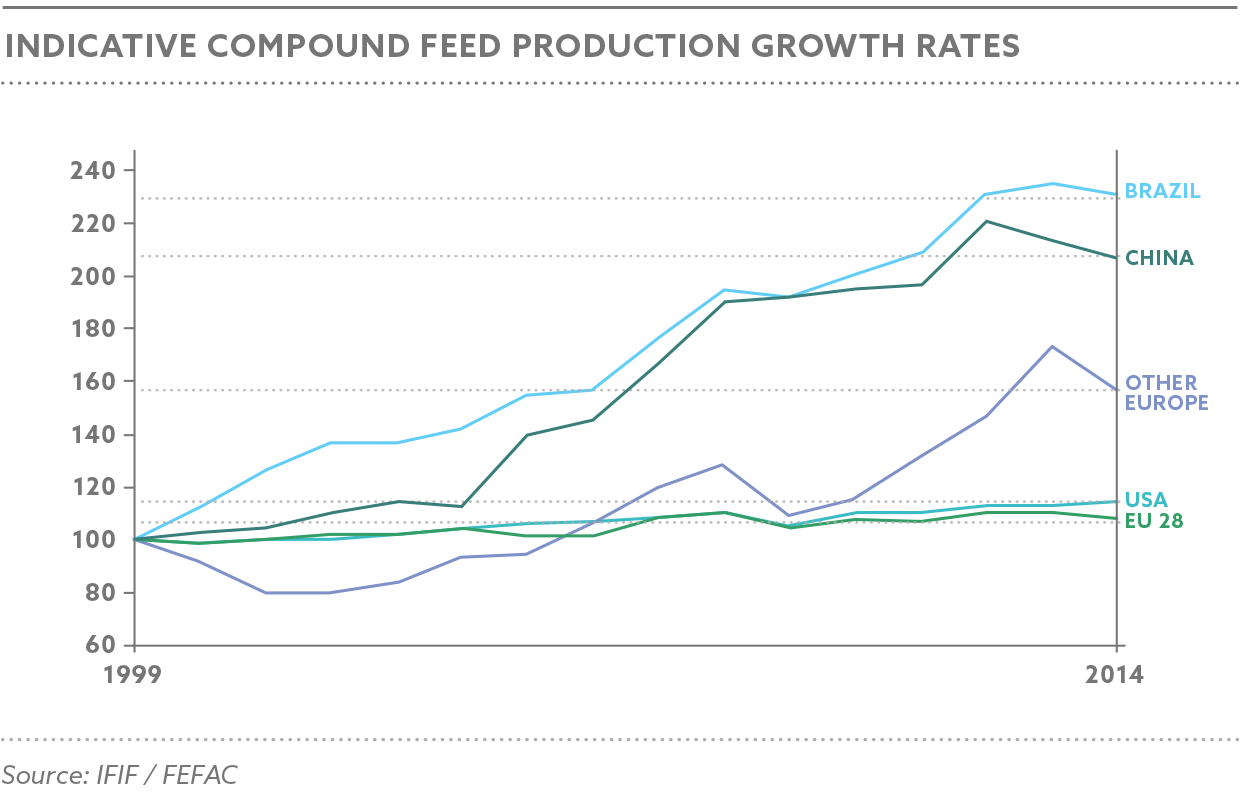 INDICATIVE COMPOUND FEED PRODUCTION GROWTH RATES
240
220
200
180
160
140
120
100
80
60
1999
2014
BRAZIL
CHINA
OTHER
EUROPE
USA
EU 28
Source: IFIF / FEFAC